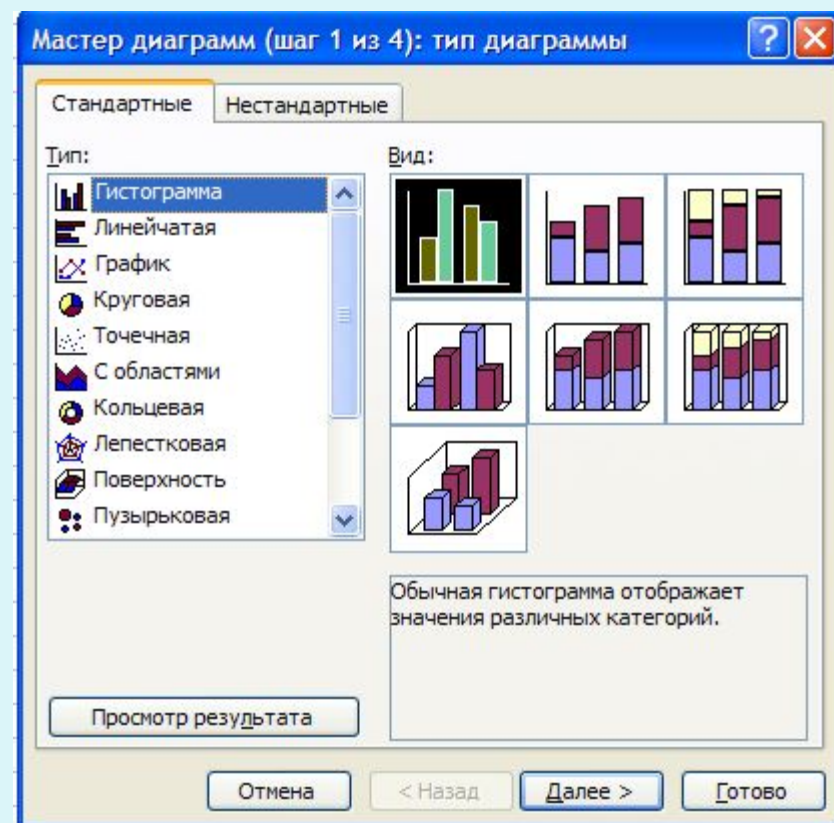 Мастер диаграмм (шаг 1 из 4): тип диаграммы
Стандартные
Нестандартные
Тип:
Гистограмма
Линейчатая
График
Круговая
Точечная
С областями
Кольцевая
Лепестковая
Поверхность
Пузырьковая
Вид:
Обычная гистограмма отображает
значения различных категорий.
Просмотр результата
Отмена
< Назад
Далее >
Готово